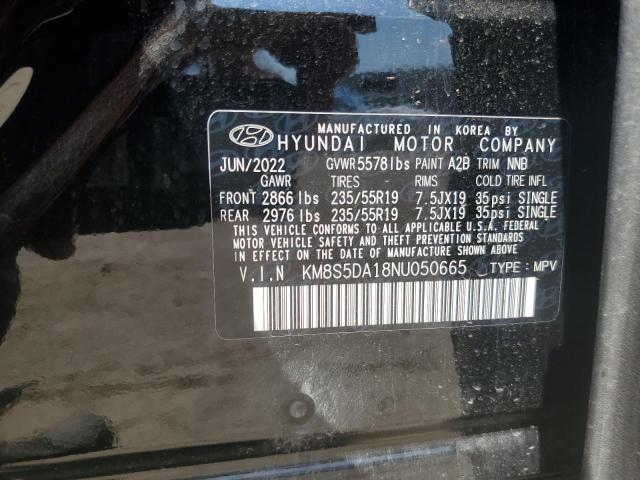 MANUFACTURED IN KOREA BY
HYUNDAI MOTOR COMPANY
JUN/2022 GVWR 5578 lbs PAINT A2B TRIM NNB
GAWR TIRES RIMS COLD TIRE INFL
FRONT 2866 lbs 235/55R19 7.5JX19 35psi SINGLE
REAR 2976 lbs 235/55R19 7.5JX19 35psi SINGLE
THIS VEHICLE CONFORMS TO ALL APPLICABLE U.S.A. FEDERAL
MOTOR VEHICLE SAFETY, BUMPER, AND THEFT PREVENTION
STANDARDS IN EFFECT ON THE DATE OF MANUFACTURE SHOWN ABOVE
V.I.N KM8S5DA18NU050665 TYPE : MPV